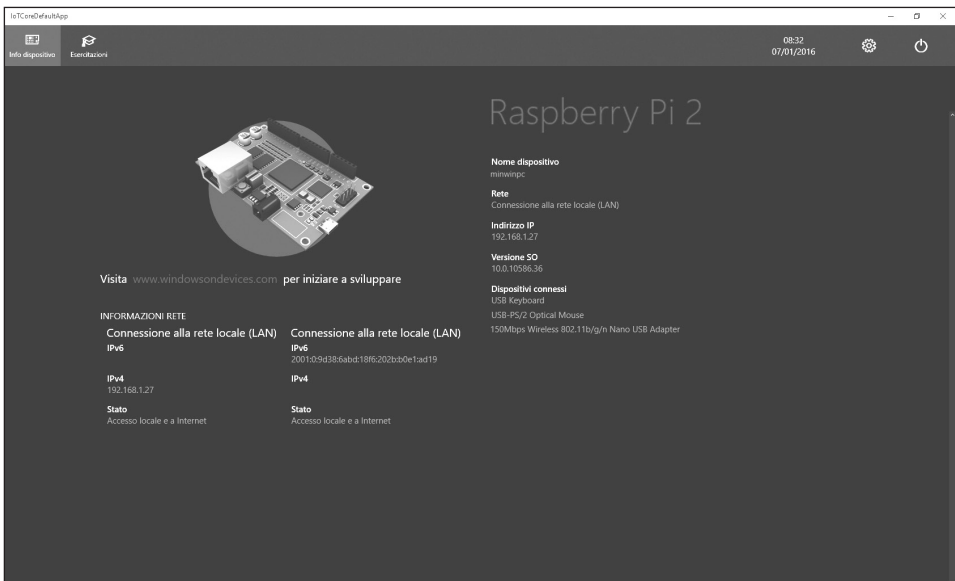 IoTCoreDefaultApp
Info dispositivo
Esercitazioni
08:32
07/01/2016
Raspberry Pi 2
Nome dispositivo
minwinpc
Rete
Connessione alla rete locale (LAN)
Indirizzo IP
192.168.1.27
Versione SO
10.0.10586.36
Dispositivi connessi
USB Keyboard
USB-PS/2 Optical Mouse
150Mbps Wireless 802.11b/g/n Nano USB Adapter
Visita www.windowsondevices.com per iniziare a sviluppare
INFORMAZIONI RETE
Connessione alla rete locale (LAN)
IPv6
IPv4
192.168.1.27
Stato
Accesso locale e a Internet
Connessione alla rete locale (LAN)
IPv6
2001:0:9d38:6abd:18f6:202b:b0e1:ad19
IPv4
Stato
Accesso locale e a Internet